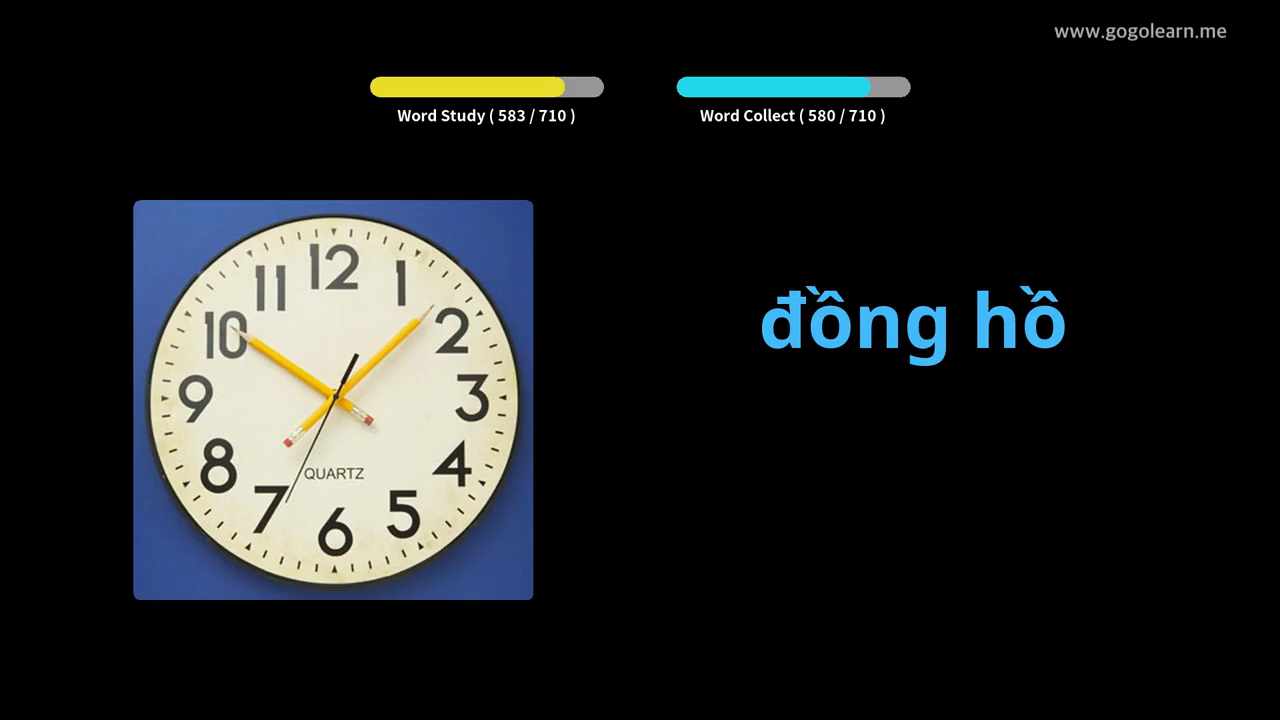 www.gogolearn.me
Word Study ( 583 / 710 )
Word Collect ( 580 / 710 )
12
11
1
10
2
9
3
8
4
7
5
6
QUARTZ
đồng hồ